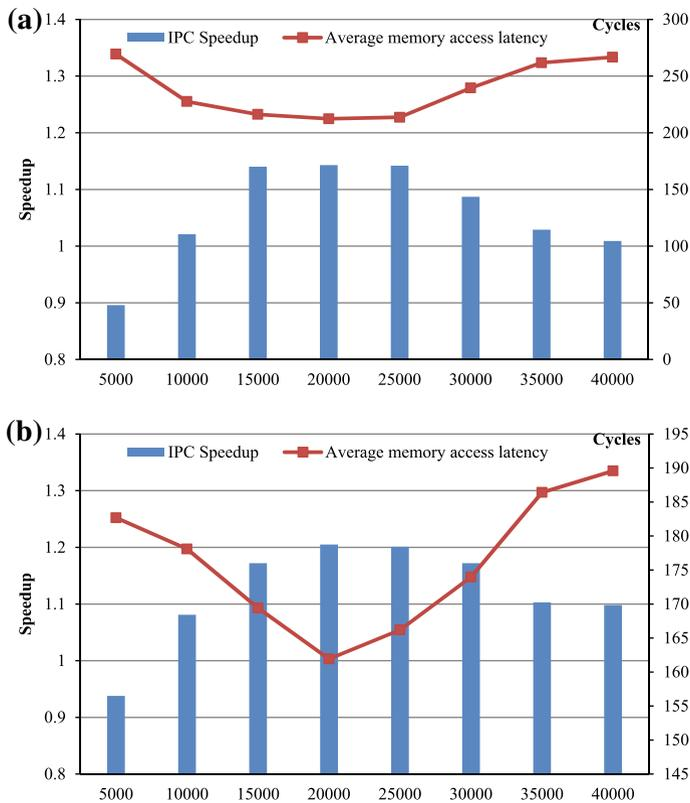 (a)
1.4
1.3
1.2
1.1
1
0.9
0.8
Speedup
IPC Speedup
Average memory access latency
Cycles
300
250
200
150
100
50
0
5000 10000 15000 20000 25000 30000 35000 40000
(b)
1.4
1.3
1.2
1.1
1
0.9
0.8
Speedup
IPC Speedup
Average memory access latency
Cycles
195
190
185
180
175
170
165
160
155
150
145
5000 10000 15000 20000 25000 30000 35000 40000